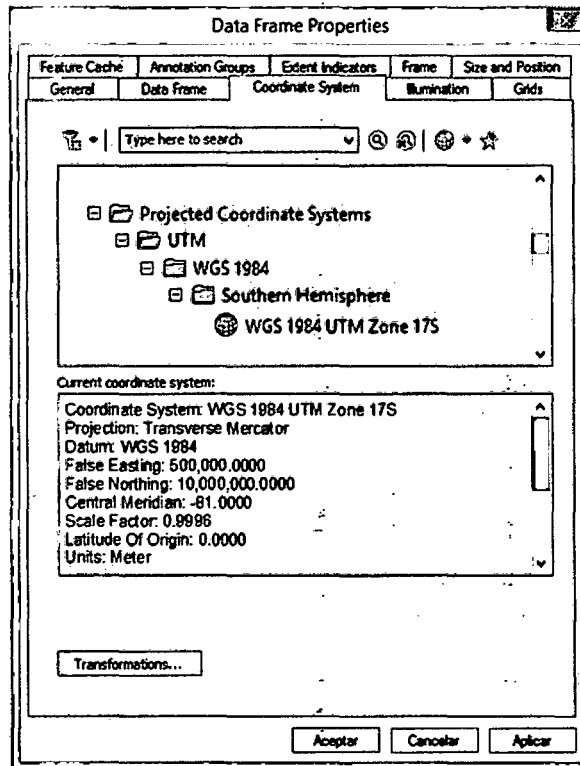 Data Frame Properties
Feature Cache Annotation Groups Extent Indicators Frame Size and Position
General Data Frame Coordinate System Illumination Grids
Type here to search
Projected Coordinate Systems
UTM
WGS 1984
Southern Hemisphere
WGS 1984 UTM Zone 17S
Current coordinate system:
Coordinate System: WGS 1984 UTM Zone 17S
Projection: Transverse Mercator
Datum: WGS 1984
False Easting: 500,000.0000
False Northing: 10,000,000.0000
Central Meridian: -81.0000
Scale Factor: 0.9996
Latitude Of Origin: 0.0000
Units: Meter
Transformations...
Aceptar Cancelar Aplicar